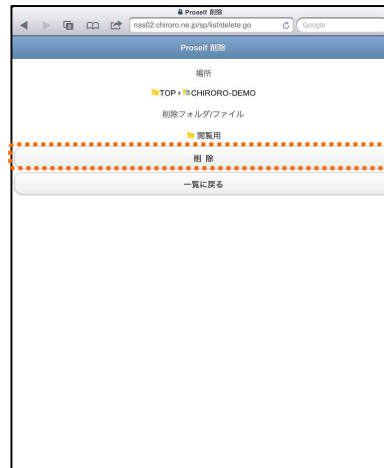 Proself 削除
nas02.chiroro.ne.jp/sp/list/delete.go
Google
Proself 削除
場所
TOP CHIRORO-DEMO
削除フォルダ/ファイル
閲覧用
削 除
一覧に戻る